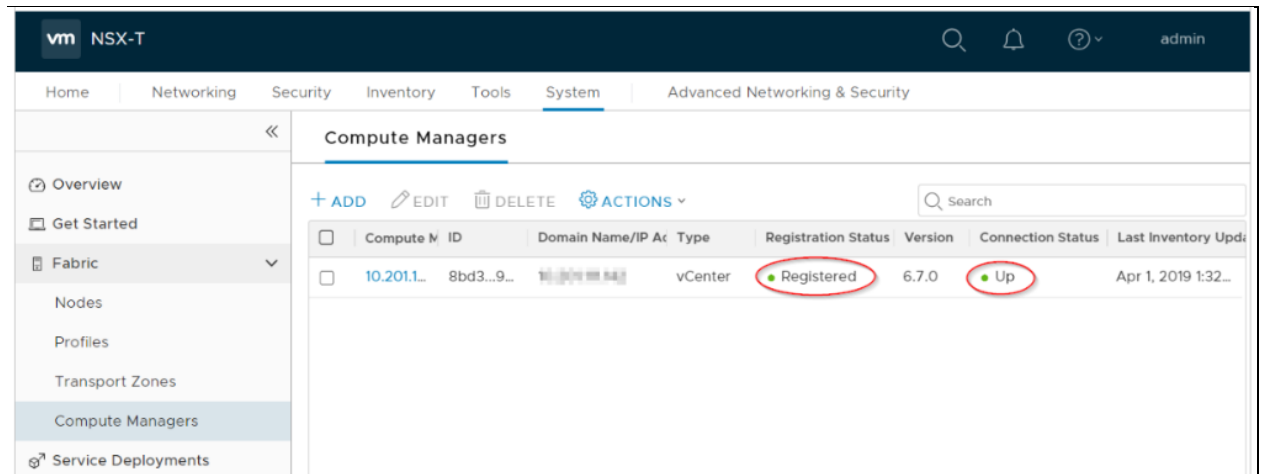 vm NSX-T admin
Home Networking Security Inventory Tools System Advanced Networking & Security
Compute Managers
Overview
+ ADD EDIT DELETE ACTIONS Search
Get Started
Compute M ID Domain Name/IP Ac Type Registration Status Version Connection Status Last Inventory Upda
Fabric
10.201.1... 8bd3...9... vCenter Registered 6.7.0 Up Apr 1, 2019 1:32...
Nodes
Profiles
Transport Zones
Compute Managers
Service Deployments